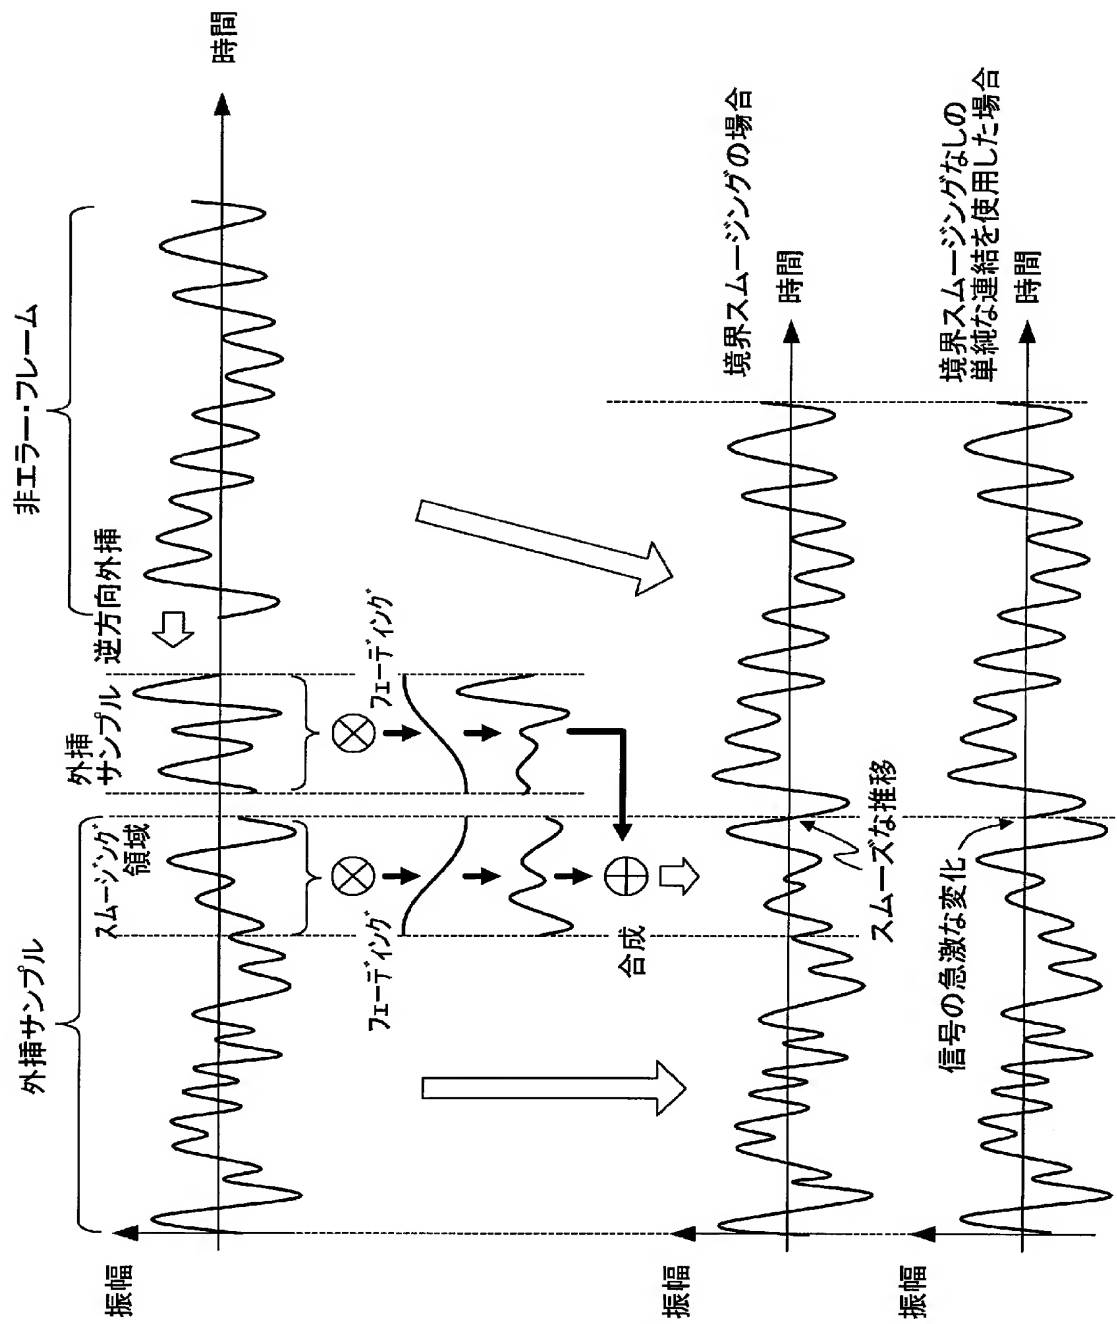 外挿サンプル
非エラー・フレーム
スムージング
領域
外挿
サンプル
逆方向外挿
振幅
時間
フェーディング
フェーディング
合成
境界スムージングの場合
振幅
時間
スムーズな推移
信号の急激な変化
境界スムージングなしの
単純な連結を使用した場合
振幅
時間